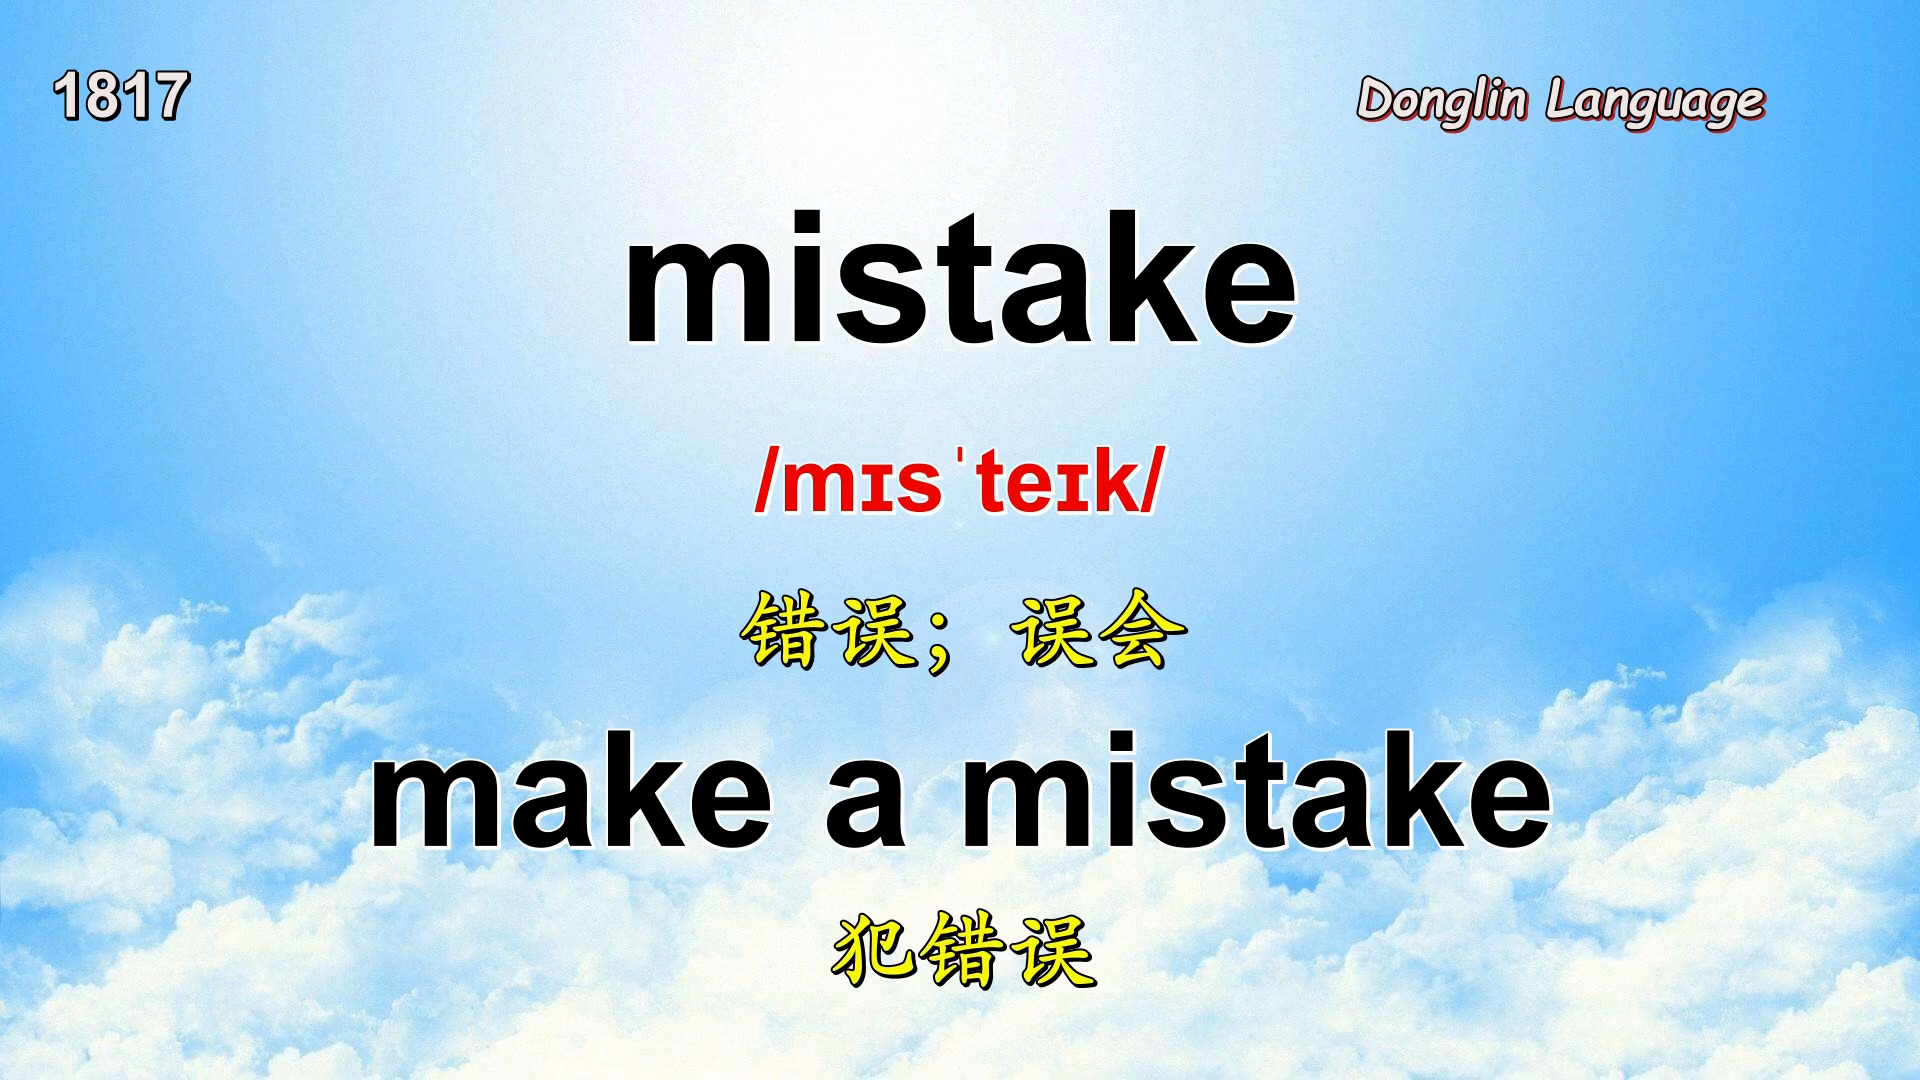 1817
Donglin Language
mistake
/mɪsˈteɪk/
错误；误会
make a mistake
犯错误